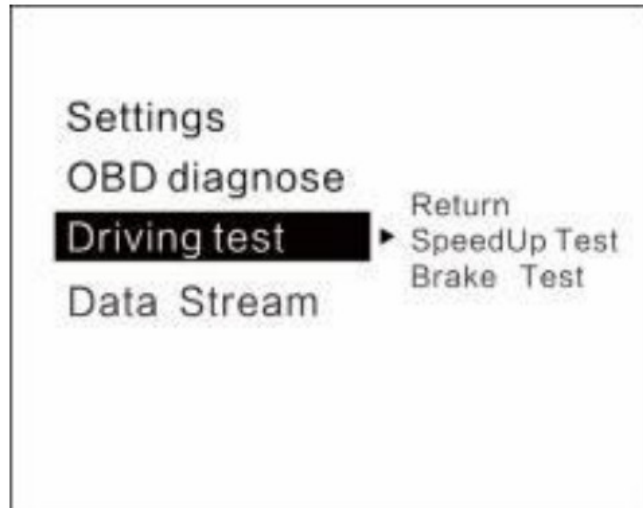 Settings
OBD diagnose
Driving test
Data Stream
Return
SpeedUp Test
Brake Test